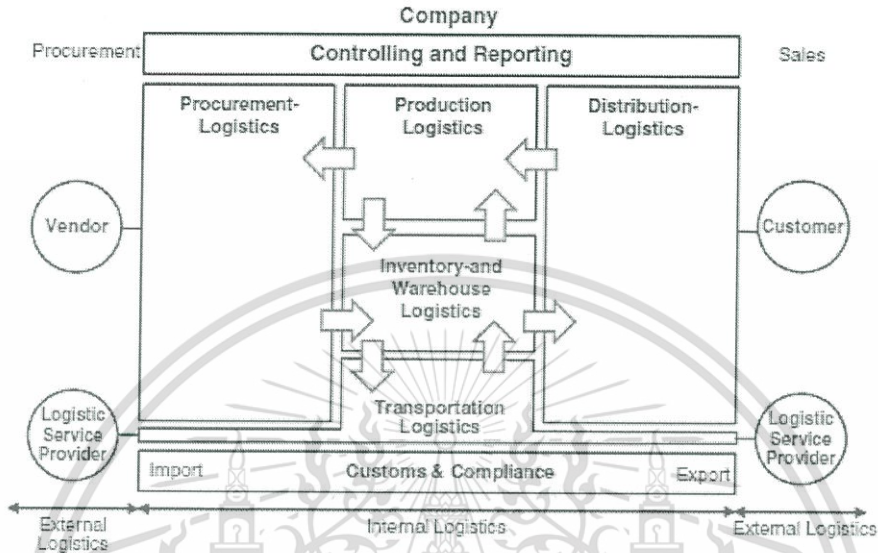 Company
Procurement
Controlling and Reporting
Sales
Procurement-
Logistics
Production
Logistics
Distribution-
Logistics
Vendor
Customer
Inventory-and
Warehouse
Logistics
Transportation
Logistics
Logistic
Service
Provider
Logistic
Service
Provider
Import
Customs & Compliance
Export
External
Logistics
Internal Logistics
External Logistics